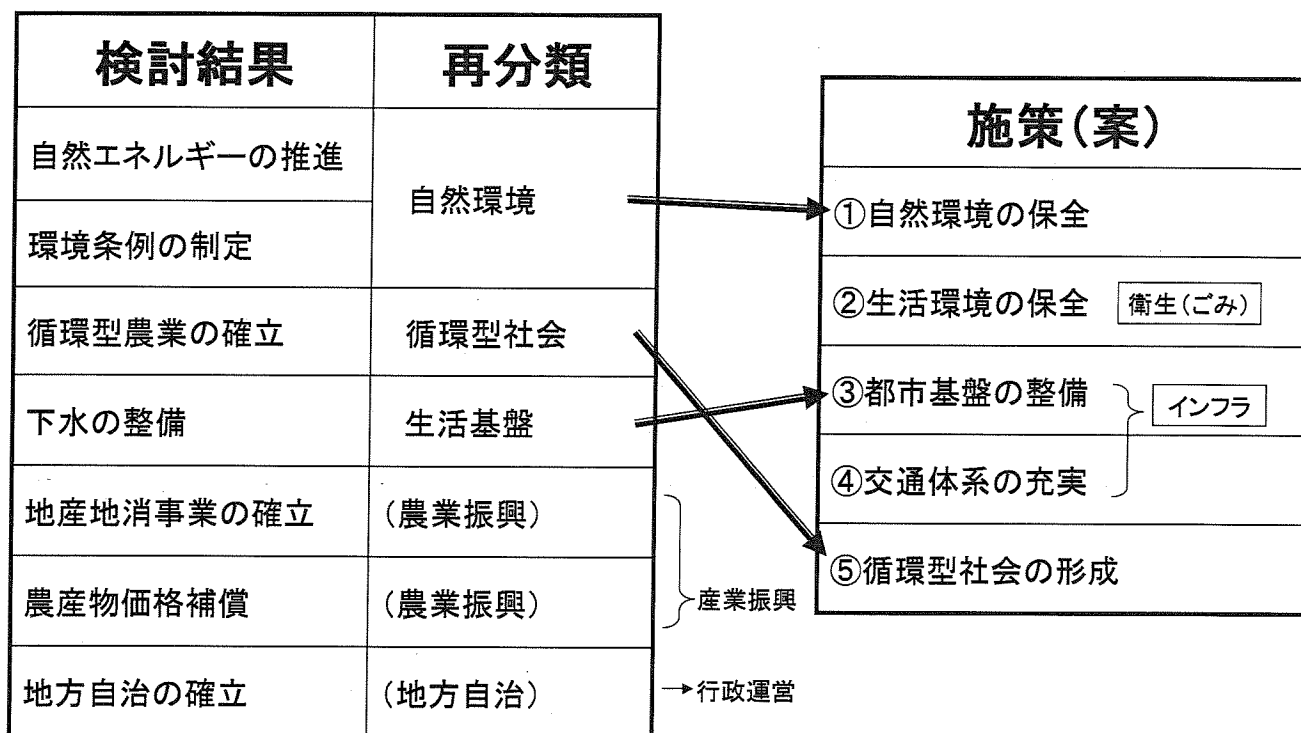 検討結果
再分類
自然エネルギーの推進
自然環境
環境条例の制定
循環型農業の確立
循環型社会
下水の整備
生活基盤
地産地消事業の確立
(農業振興)
農産物価格補償
(農業振興)
産業振興
地方自治の確立
(地方自治)
→行政運営
施策(案)
①自然環境の保全
②生活環境の保全
衛生(ごみ)
③都市基盤の整備
インフラ
④交通体系の充実
⑤循環型社会の形成